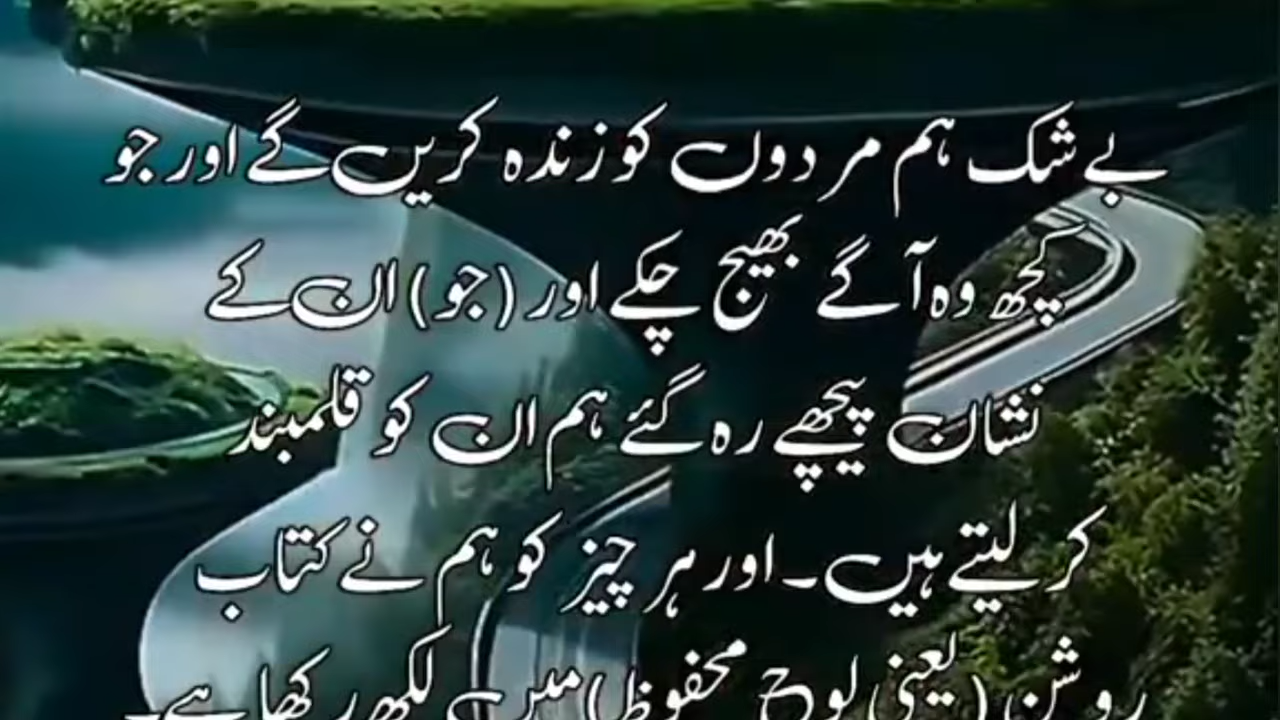 بے شک ہم مردوں کو زندہ کریں گے اور جو
کچھ وہ آگے بھیج چکے اور (جو) ان کے
نشان پیچھے رہ گئے ہم ان کو قلمبند
کر لیتے ہیں۔ اور ہر چیز کو ہم نے کتاب
روشن (یعنی لوح محفوظ) میں لکھ رکھا ہے۔